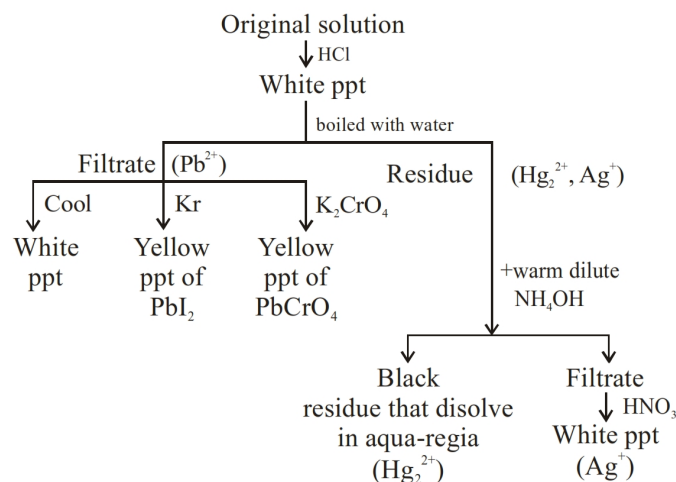 Original solution
HCl
White ppt
boiled with water
Filtrate (Pb²⁺)
Residue (Hg₂²⁺, Ag⁺)
Cool
Kr
K₂CrO₄
White
ppt
Yellow
ppt of
PbI₂
Yellow
ppt of
PbCrO₄
+warm dilute
NH₄OH
Black
residue that disolve
in aqua-regia
(Hg₂²⁺)
Filtrate
HNO₃
White ppt
(Ag⁺)